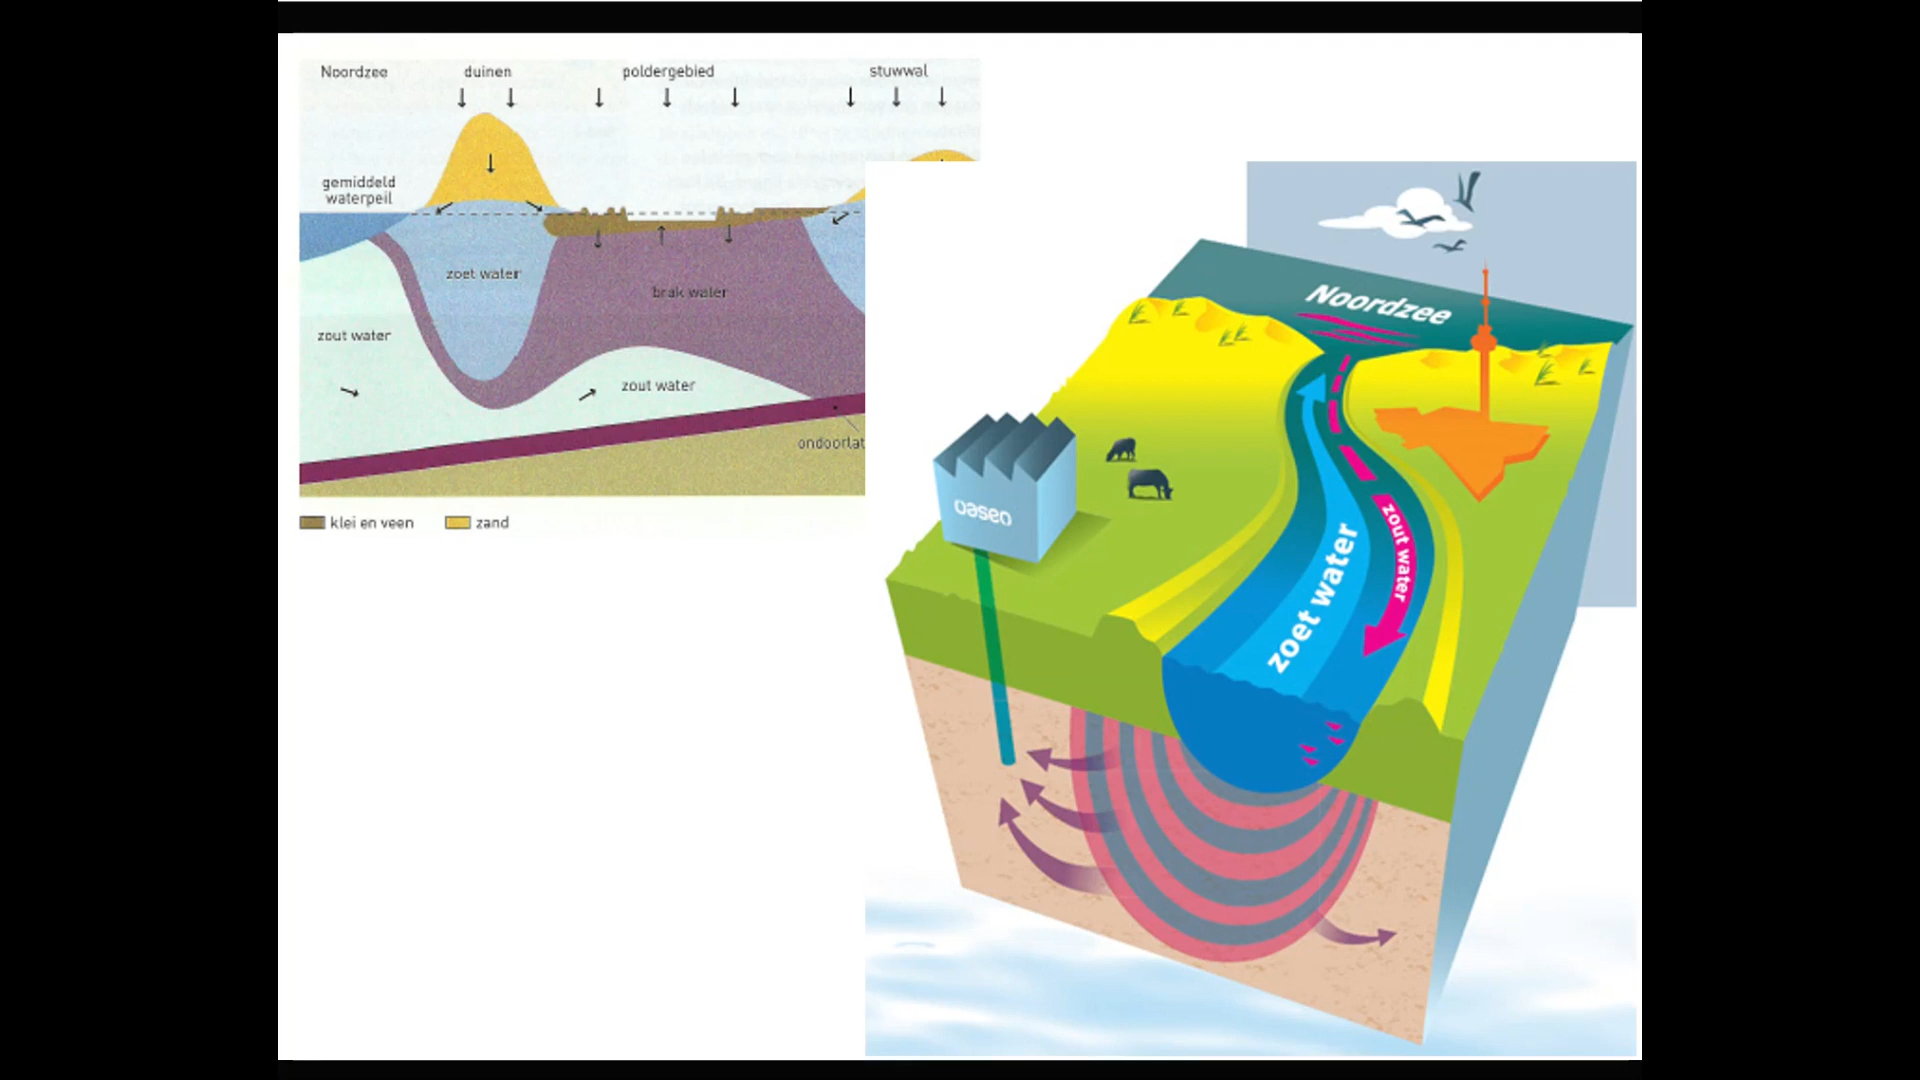 Noordzee
duinen
poldergebied
stuwwal
gemiddeld
waterpeil
zoet water
brak water
zout water
zout water
ondoorlat
klei en veen
zand
Noordzee
oasen
zoet water
zout water